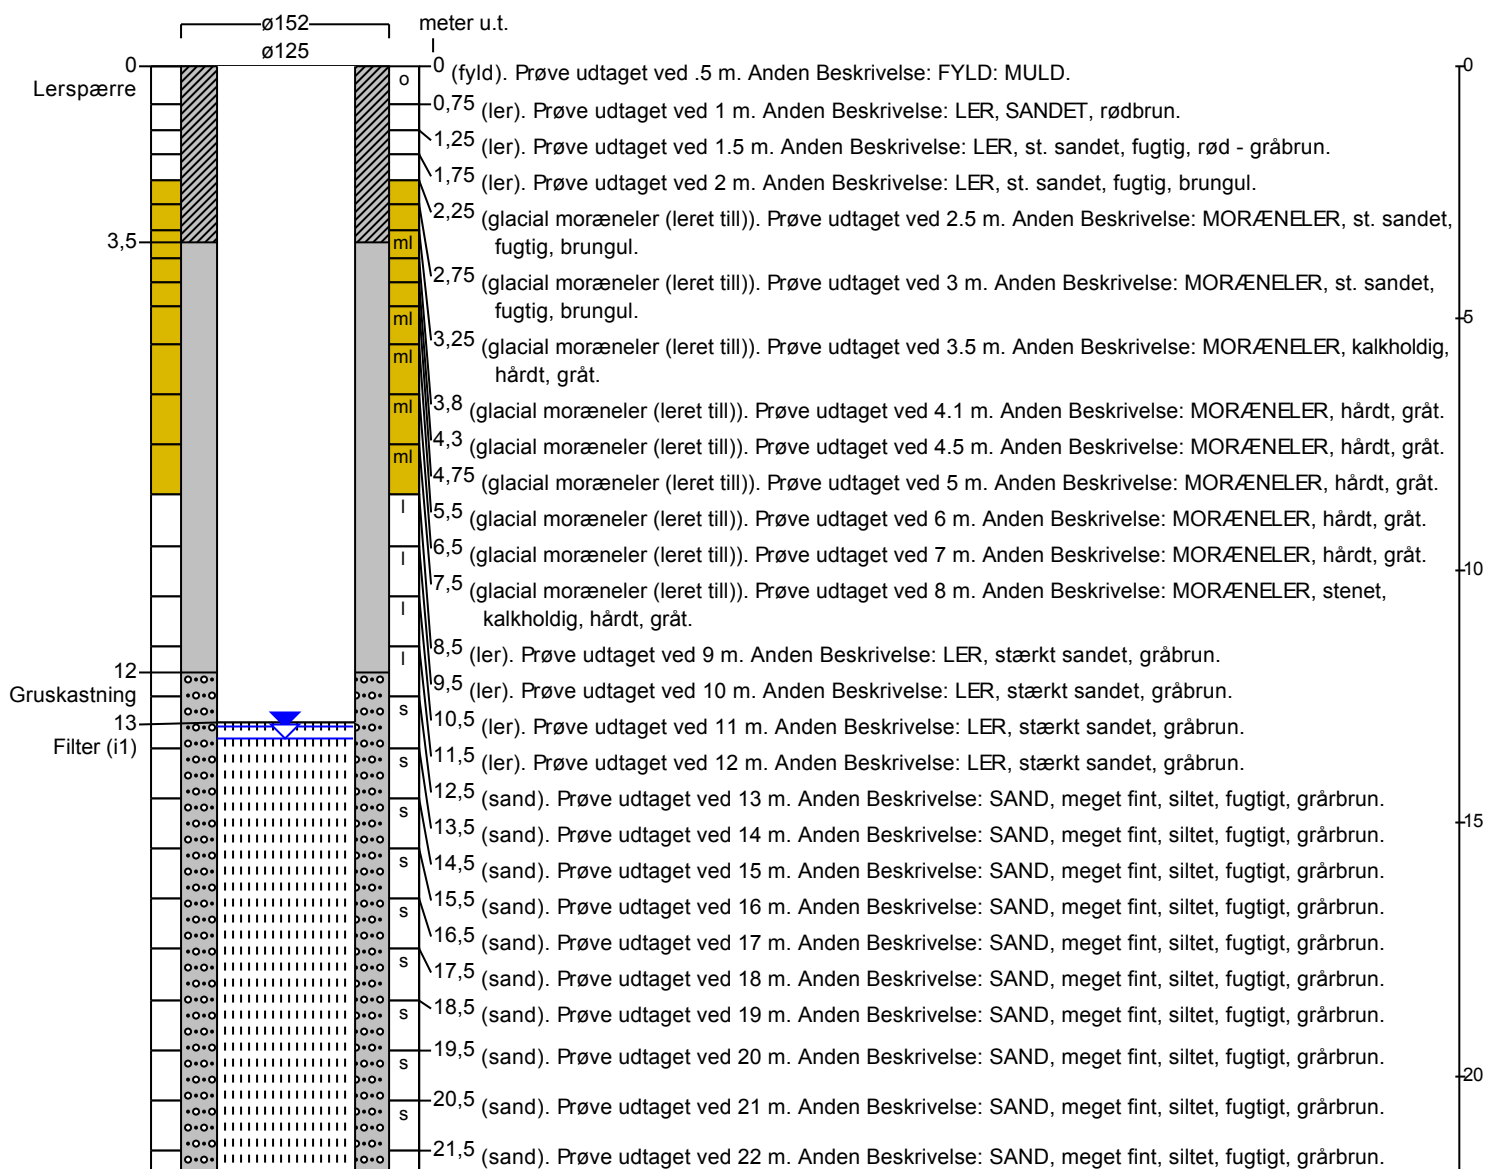 ø152 meter u.t.
ø125
0 o 0 (fyld). Prøve udtaget ved .5 m. Anden Beskrivelse: FYLD: MULD. 0
Lerspærre
0,75 (ler). Prøve udtaget ved 1 m. Anden Beskrivelse: LER, SANDET, rødbrun.
1,25 (ler). Prøve udtaget ved 1.5 m. Anden Beskrivelse: LER, st. sandet, fugtig, rød - gråbrun.
1,75 (ler). Prøve udtaget ved 2 m. Anden Beskrivelse: LER, st. sandet, fugtig, brungul.
2,25 (glacial moræneler (leret till)). Prøve udtaget ved 2.5 m. Anden Beskrivelse: MORÆNELER, st. sandet,
3,5 ml fugtig, brungul.
2,75 (glacial moræneler (leret till)). Prøve udtaget ved 3 m. Anden Beskrivelse: MORÆNELER, st. sandet,
fugtig, brungul.
ml 5
3,25 (glacial moræneler (leret till)). Prøve udtaget ved 3.5 m. Anden Beskrivelse: MORÆNELER, kalkholdig,
ml hårdt, gråt.
ml 3,8 (glacial moræneler (leret till)). Prøve udtaget ved 4.1 m. Anden Beskrivelse: MORÆNELER, hårdt, gråt.
4,3 (glacial moræneler (leret till)). Prøve udtaget ved 4.5 m. Anden Beskrivelse: MORÆNELER, hårdt, gråt.
ml 4,75 (glacial moræneler (leret till)). Prøve udtaget ved 5 m. Anden Beskrivelse: MORÆNELER, hårdt, gråt.
l 5,5 (glacial moræneler (leret till)). Prøve udtaget ved 6 m. Anden Beskrivelse: MORÆNELER, hårdt, gråt.
l 6,5 (glacial moræneler (leret till)). Prøve udtaget ved 7 m. Anden Beskrivelse: MORÆNELER, hårdt, gråt.
10
7,5 (glacial moræneler (leret till)). Prøve udtaget ved 8 m. Anden Beskrivelse: MORÆNELER, stenet,
l kalkholdig, hårdt, gråt.
l 8,5 (ler). Prøve udtaget ved 9 m. Anden Beskrivelse: LER, stærkt sandet, gråbrun.
12
Gruskastning 9,5 (ler). Prøve udtaget ved 10 m. Anden Beskrivelse: LER, stærkt sandet, gråbrun.
13 s 10,5 (ler). Prøve udtaget ved 11 m. Anden Beskrivelse: LER, stærkt sandet, gråbrun.
Filter (i1) s 11,5 (ler). Prøve udtaget ved 12 m. Anden Beskrivelse: LER, stærkt sandet, gråbrun.
12,5 (sand). Prøve udtaget ved 13 m. Anden Beskrivelse: SAND, meget fint, siltet, fugtigt, grårbrun.
s 15
13,5 (sand). Prøve udtaget ved 14 m. Anden Beskrivelse: SAND, meget fint, siltet, fugtigt, grårbrun.
s 14,5 (sand). Prøve udtaget ved 15 m. Anden Beskrivelse: SAND, meget fint, siltet, fugtigt, grårbrun.
s 15,5 (sand). Prøve udtaget ved 16 m. Anden Beskrivelse: SAND, meget fint, siltet, fugtigt, grårbrun.
16,5 (sand). Prøve udtaget ved 17 m. Anden Beskrivelse: SAND, meget fint, siltet, fugtigt, grårbrun.
s 17,5 (sand). Prøve udtaget ved 18 m. Anden Beskrivelse: SAND, meget fint, siltet, fugtigt, grårbrun.
s 18,5 (sand). Prøve udtaget ved 19 m. Anden Beskrivelse: SAND, meget fint, siltet, fugtigt, grårbrun.
s 19,5 (sand). Prøve udtaget ved 20 m. Anden Beskrivelse: SAND, meget fint, siltet, fugtigt, grårbrun.
20
s 20,5 (sand). Prøve udtaget ved 21 m. Anden Beskrivelse: SAND, meget fint, siltet, fugtigt, grårbrun.
21,5 (sand). Prøve udtaget ved 22 m. Anden Beskrivelse: SAND, meget fint, siltet, fugtigt, grårbrun.